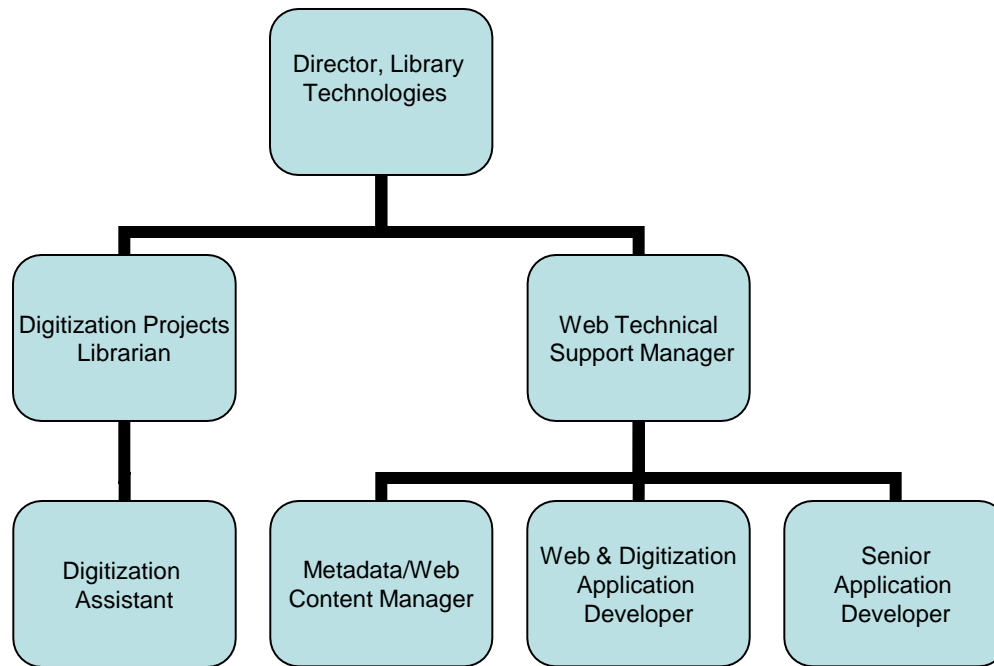 Director, Library
Technologies
Digitization Projects
Librarian
Web Technical
Support Manager
Digitization
Assistant
Metadata/Web
Content Manager
Web & Digitization
Application
Developer
Senior
Application
Developer